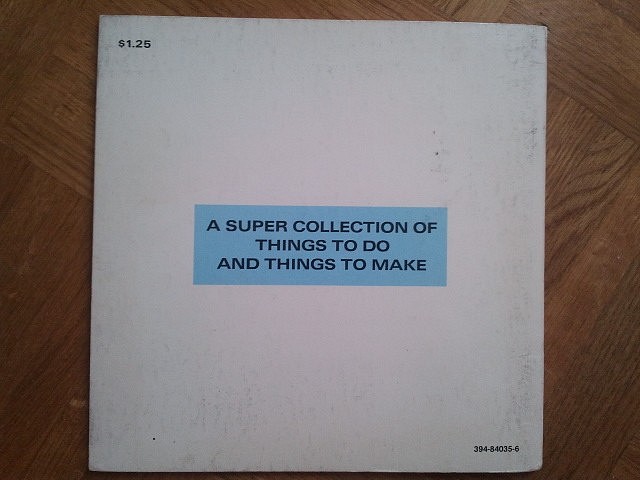 $1.25
A SUPER COLLECTION OF
THINGS TO DO
AND THINGS TO MAKE
394-84035-6